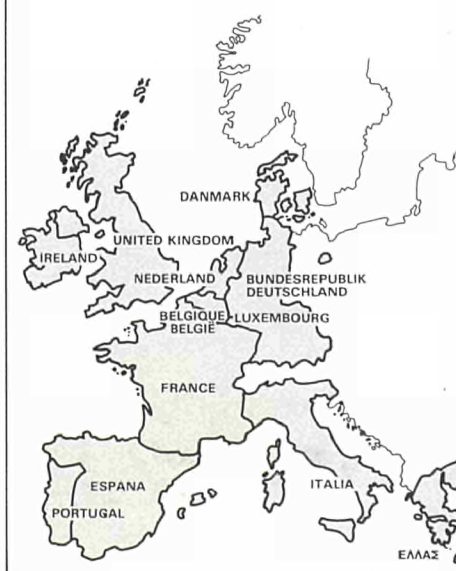 DANMARK
UNITED KINGDOM
IRELAND
NEDERLAND
BUNDESREPUBLIK
DEUTSCHLAND
BELGIQUE
BELGIË
LUXEMBOURG
FRANCE
ESPANA
PORTUGAL
ITALIA
ΕΛΛΑΣ